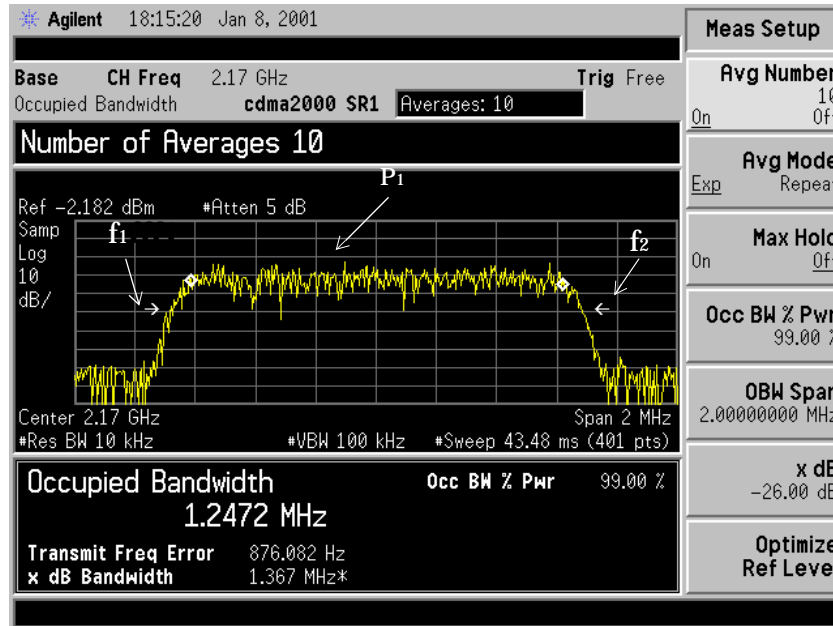 Agilent 18:15:20 Jan 8, 2001
Meas Setup
Base CH Freq 2.17 GHz Trig Free
Occupied Bandwidth cdma2000 SR1 Averages: 10
Number of Averages 10
P1
Ref -2.182 dBm #Atten 5 dB
Samp
Log
10
dB/
f1
f2
Center 2.17 GHz Span 2 MHz
#Res BW 10 kHz #VBW 100 kHz #Sweep 43.48 ms (401 pts)
Occupied Bandwidth Occ BW % Pwr 99.00 %
1.2472 MHz
Transmit Freq Error 876.082 Hz
x dB Bandwidth 1.367 MHz*
Avg Number
10
On Of
Avg Mode
Exp Repea
Max Hold
On Of
Occ BW % Pwr
99.00 %
OBW Span
2.00000000 MHz
x dB
-26.00 dB
Optimize
Ref Leve